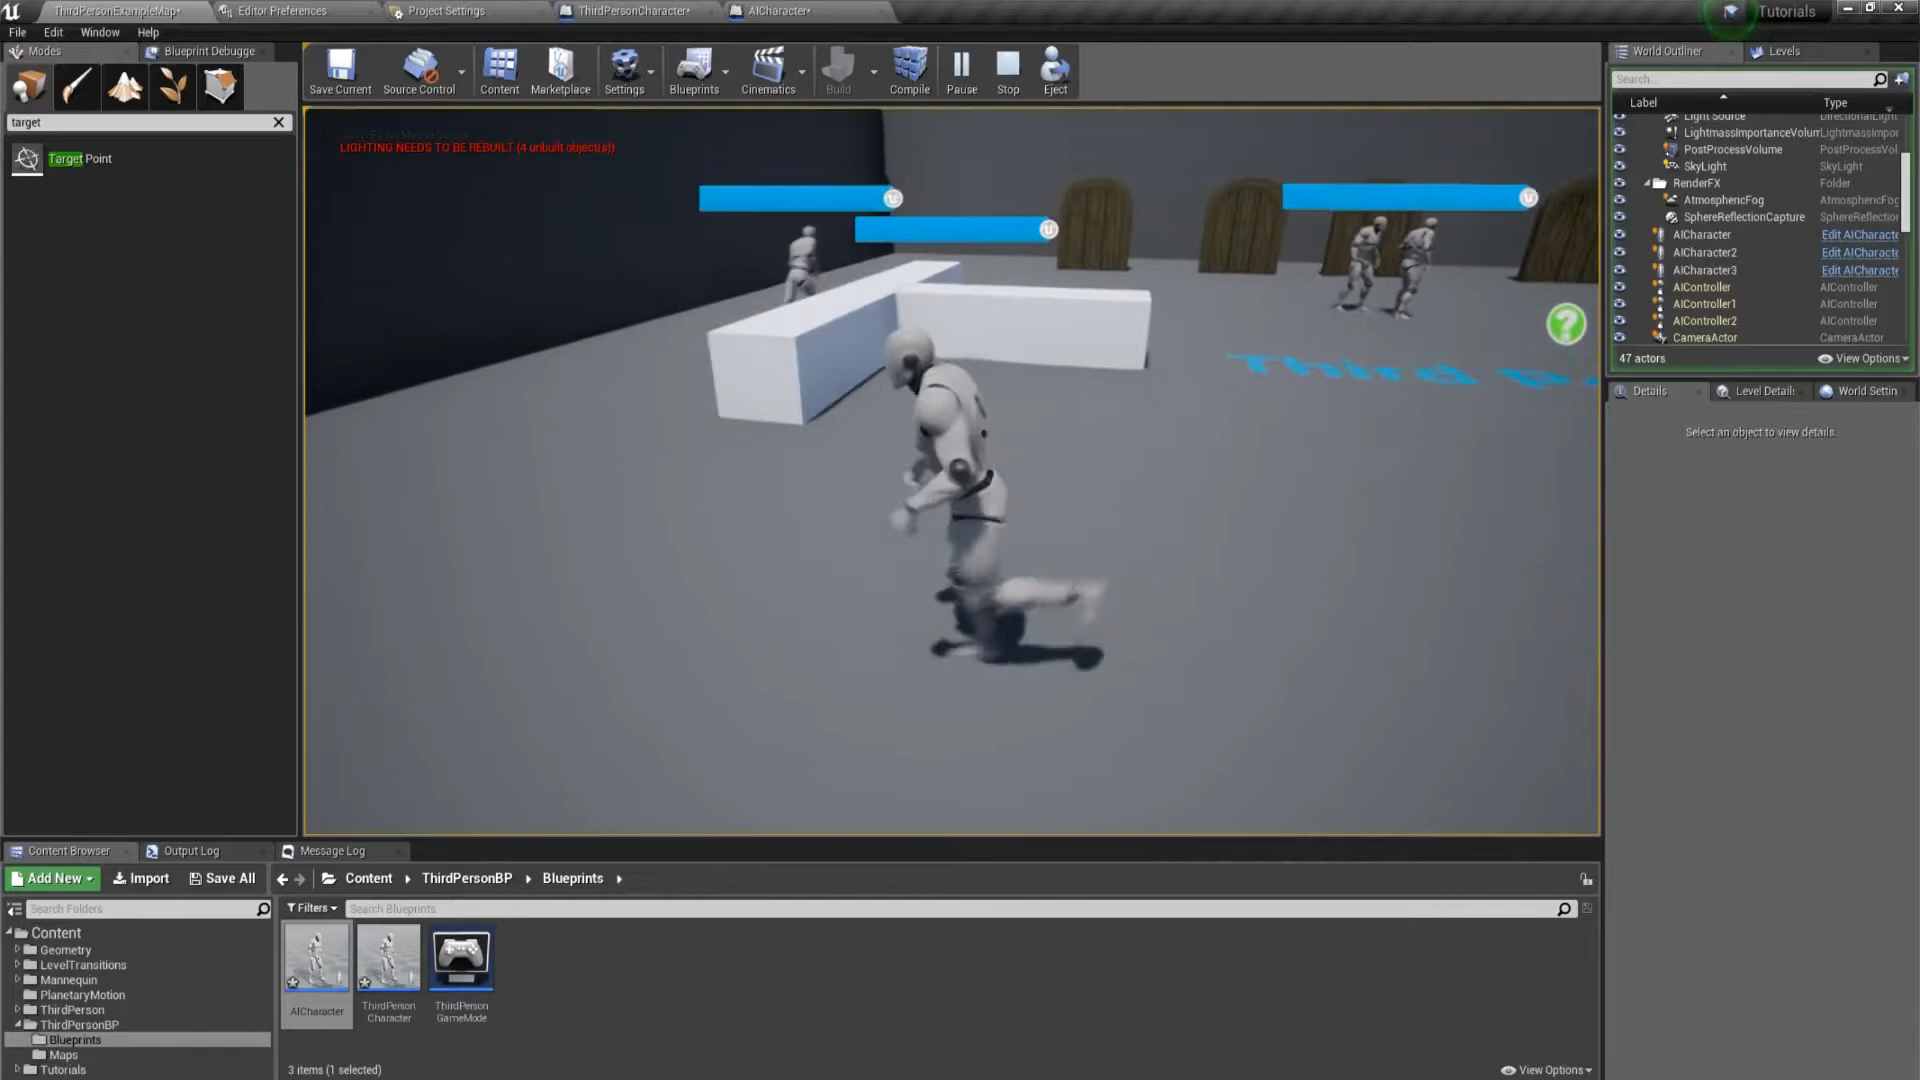 ThirdPersonExampleMap*
Editor Preferences
Project Settings
ThirdPersonCharacter*
AICharacter*
Tutorials
File Edit Window Help
Modes
Blueprint Debugge
target
Target Point
Save Current
Source Control
Content
Marketplace
Settings
Blueprints
Cinematics
Build
Compile
Pause
Stop
Eject
LIGHTING NEEDS TO BE REBUILT (4 unbuilt object(s))
Third
World Outliner
Levels
Search...
Label Type
Light Source DirectionalLight
LightmassImportanceVolum LightmassImpor
PostProcessVolume PostProcessVol
SkyLight SkyLight
RenderFX Folder
AtmosphericFog AtmosphericFog
SphereReflectionCapture SphereReflection
AICharacter Edit AICharacte
AICharacter2 Edit AICharacte
AICharacter3 Edit AICharacte
AIController AIController
AIController1 AIController
AIController2 AIController
CameraActor CameraActor
47 actors
View Options
Details
Level Details
World Settin
Select an object to view details.
Content Browser
Output Log
Message Log
Add New
Import
Save All
Content
ThirdPersonBP
Blueprints
Search Folders
Filters
Search Blueprints
Content
Geometry
LevelTransitions
Mannequin
PlanetaryMotion
ThirdPerson
ThirdPersonBP
Blueprints
Maps
Tutorials
AICharacter
ThirdPerson
Character
ThirdPerson
GameMode
3 items (1 selected)
View Options